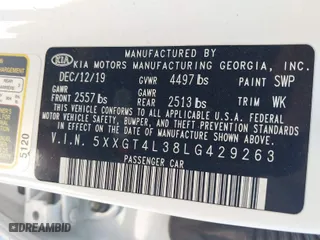 MANUFACTURED BY
KIA KIA MOTORS MANUFACTURING GEORGIA, INC.
DEC/12/19 GVWR 4497 lbs PAINT SWP
GAWR GAWR
FRONT 2557 lbs REAR 2513 lbs TRIM WK
THIS VEHICLE CONFORMS TO ALL APPLICABLE U.S. FEDERAL
MOTOR VEHICLE SAFETY, BUMPER, AND THEFT PREVENTION
STANDARDS IN EFFECT ON THE DATE OF MANUFACTURE SHOWN ABOVE.
V.I.N. 5XXGT4L38LG429263
PASSENGER CAR
5120